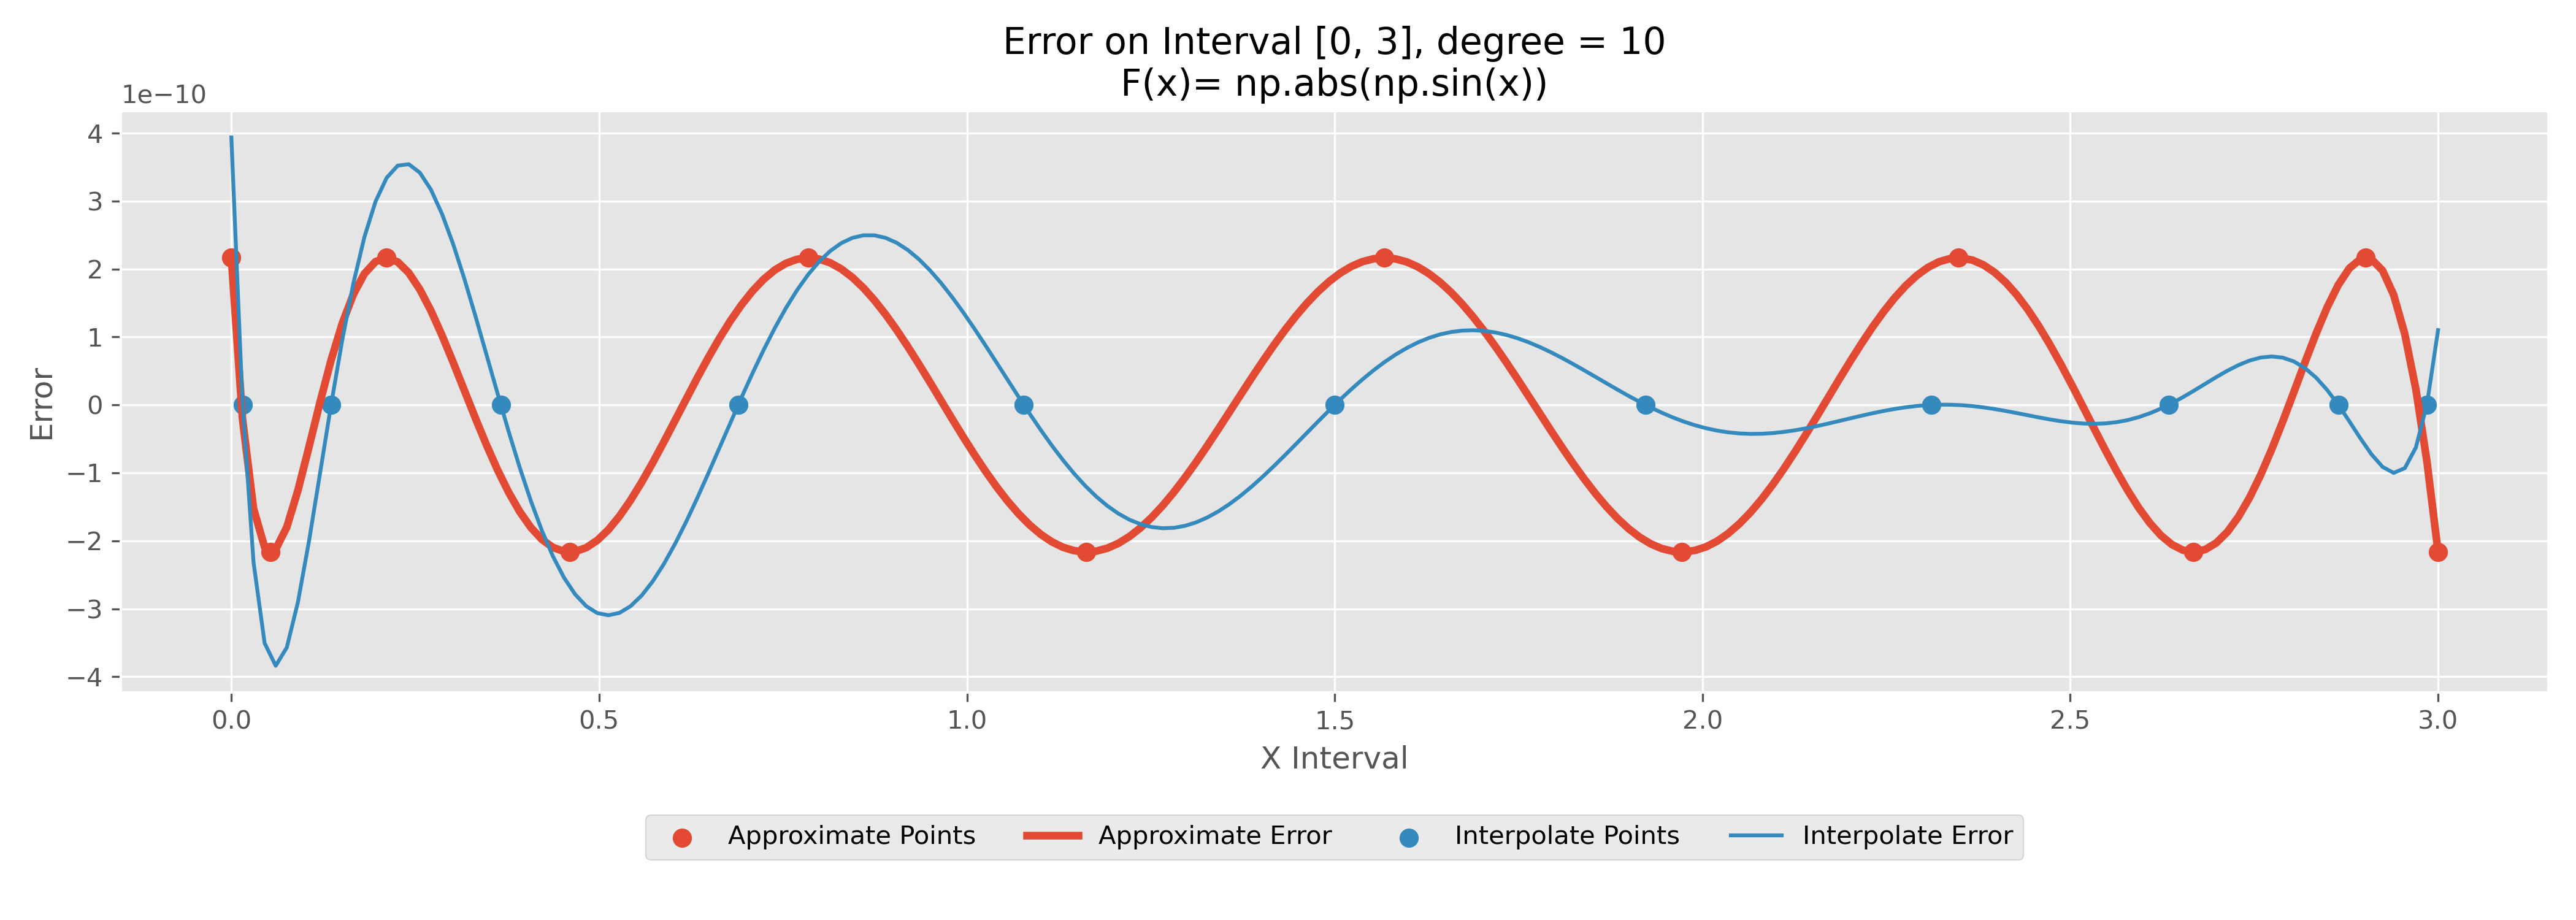 Error on Interval [0, 3], degree = 10
F(x)= np.abs(np.sin(x))
1e−10
4
3
2
1
0
−1
−2
−3
−4
Error
0.0 0.5 1.0 1.5 2.0 2.5 3.0
X Interval
Approximate Points Approximate Error Interpolate Points Interpolate Error